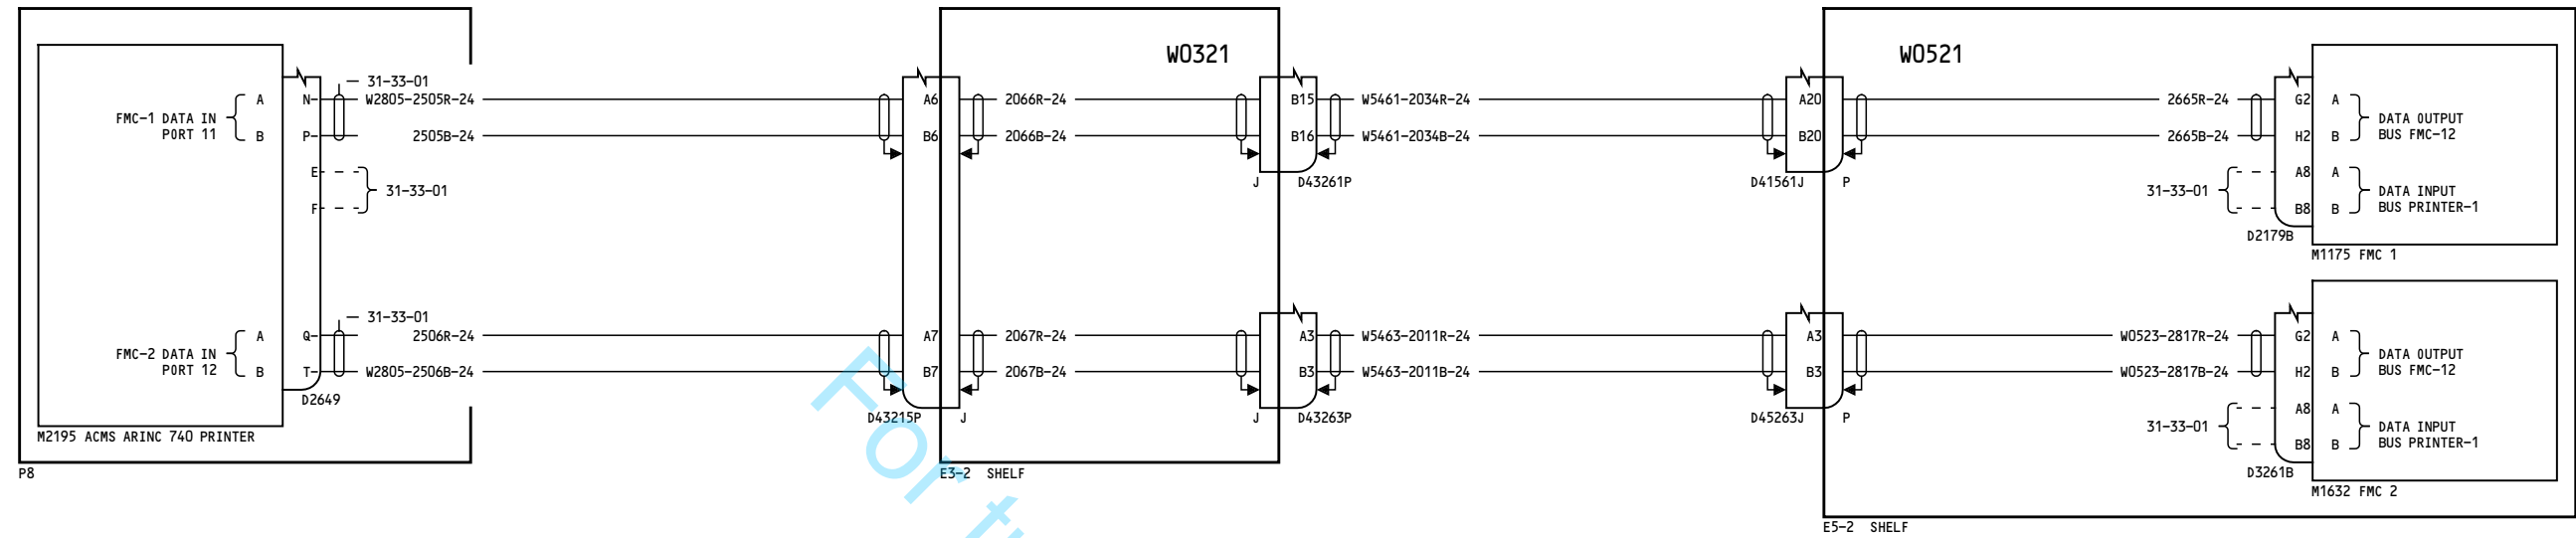 W0321
W0521
31-33-01
FMC-1 DATA IN
PORT 11
A
B
N
P
E
F
W2805-2505R-24
2505B-24
31-33-01
A6
B6
2066R-24
2066B-24
B15
B16
W5461-2034R-24
W5461-2034B-24
A20
B20
2665R-24
2665B-24
G2
H2
A
B
DATA OUTPUT
BUS FMC-12
J
D43261P
D41561J
P
31-33-01
A8
B8
A
B
DATA INPUT
BUS PRINTER-1
D2179B
M1175 FMC 1
31-33-01
FMC-2 DATA IN
PORT 12
A
B
Q
T
2506R-24
W2805-2506B-24
A7
B7
2067R-24
2067B-24
A3
B3
W5463-2011R-24
W5463-2011B-24
A3
B3
W0523-2817R-24
W0523-2817B-24
G2
H2
A
B
DATA OUTPUT
BUS FMC-12
D2649
D43215P
J
J
D43263P
D45263J
P
31-33-01
A8
B8
A
B
DATA INPUT
BUS PRINTER-1
M2195 ACMS ARINC 740 PRINTER
P8
E3-2 SHELF
D3261B
M1632 FMC 2
E5-2 SHELF
For